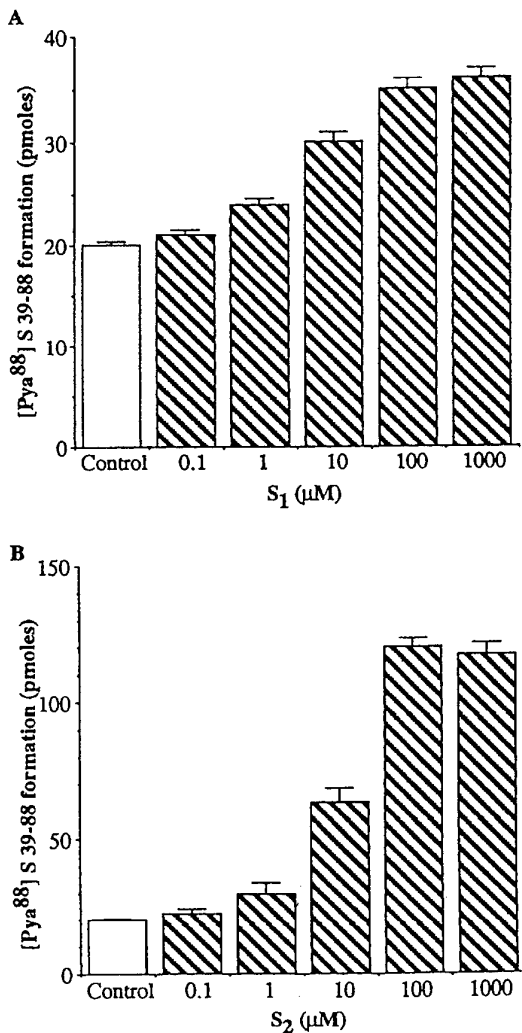 A
[Pya88] S 39-88 formation (pmoles)
40
30
20
10
0
Control 0.1 1 10 100 1000
S1 (μM)
B
[Pya88] S 39-88 formation (pmoles)
150
100
50
0
Control 0.1 1 10 100 1000
S2 (μM)